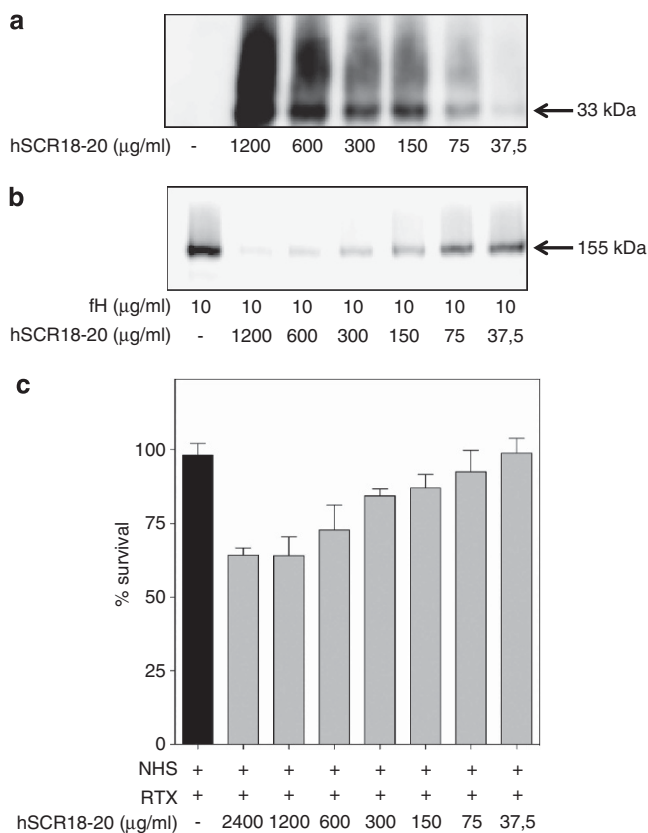 a
33 kDa
hSCR18-20 (μg/ml) - 1200 600 300 150 75 37,5
b
155 kDa
fH (μg/ml) 10 10 10 10 10 10 10
hSCR18-20 (μg/ml) - 1200 600 300 150 75 37,5
c
100
75
% survival
50
25
0
NHS + + + + + + + +
RTX + + + + + + + +
hSCR18-20 (μg/ml) - 2400 1200 600 300 150 75 37,5